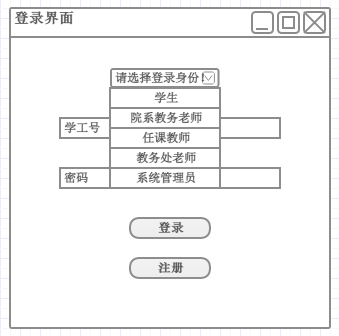 登录界面
请选择登录身份！
学生
院系教务老师
学工号
任课教师
教务处老师
密码
系统管理员
登录
注册